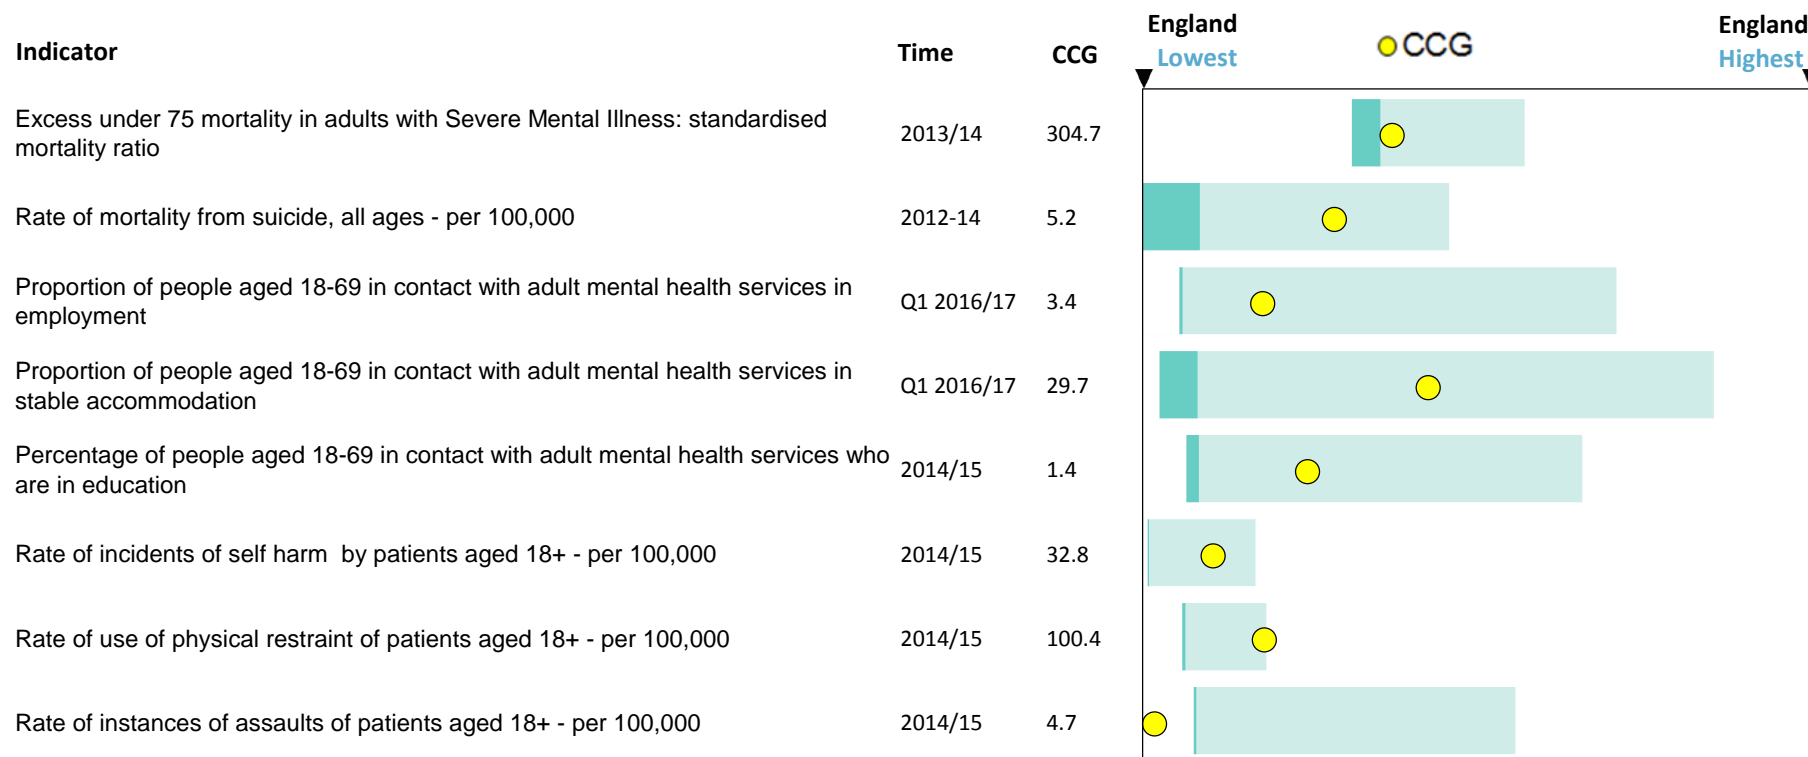 Indicator Time CCG England Lowest CCG England Highest
Excess under 75 mortality in adults with Severe Mental Illness: standardised
mortality ratio
2013/14 304.7
Rate of mortality from suicide, all ages - per 100,000 2012-14 5.2
Proportion of people aged 18-69 in contact with adult mental health services in
employment
Q1 2016/17 3.4
Proportion of people aged 18-69 in contact with adult mental health services in
stable accommodation
Q1 2016/17 29.7
Percentage of people aged 18-69 in contact with adult mental health services who
are in education
2014/15 1.4
Rate of incidents of self harm  by patients aged 18+ - per 100,000 2014/15 32.8
Rate of use of physical restraint of patients aged 18+ - per 100,000 2014/15 100.4
Rate of instances of assaults of patients aged 18+ - per 100,000 2014/15 4.7